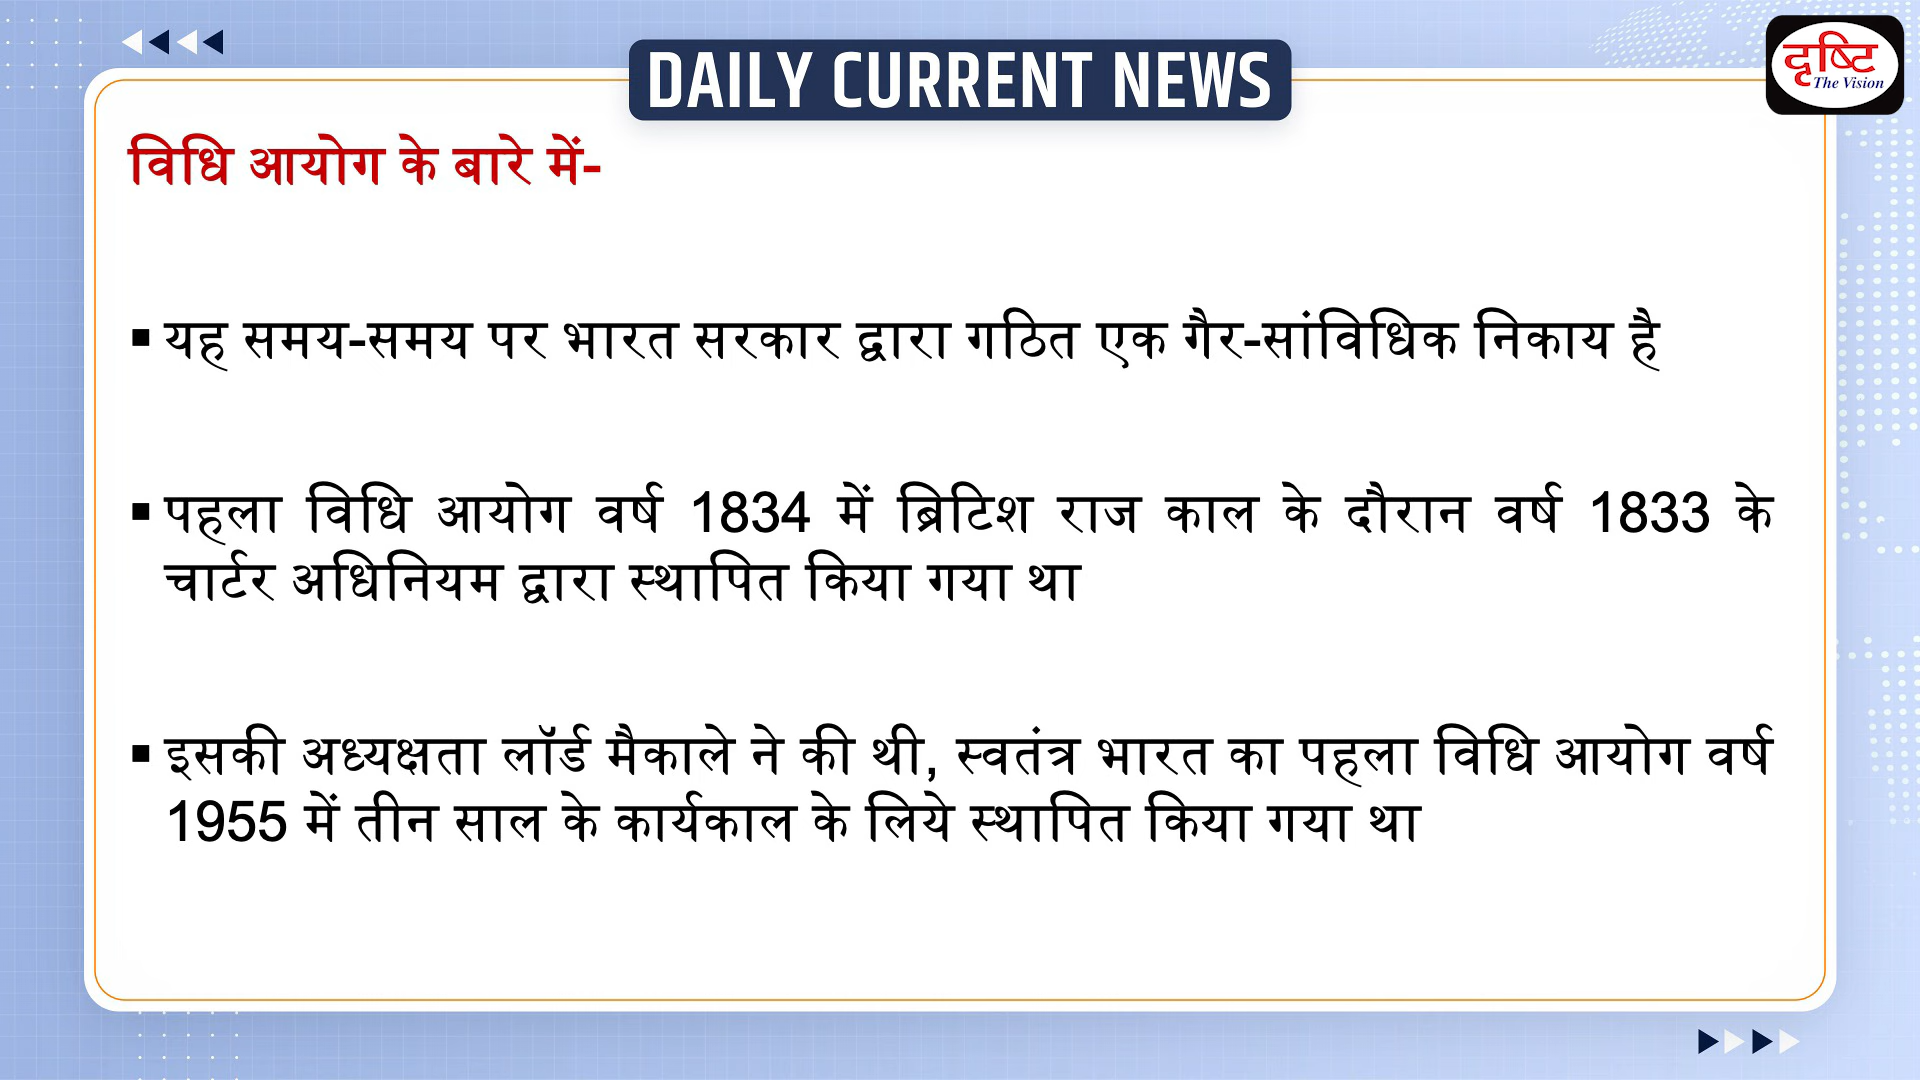 DAILY CURRENT NEWS
दृष्टि
The Vision
विधि आयोग के बारे में-
▪ यह समय-समय पर भारत सरकार द्वारा गठित एक गैर-सांविधिक निकाय है
▪ पहला विधि आयोग वर्ष 1834 में ब्रिटिश राज काल के दौरान वर्ष 1833 के
चार्टर अधिनियम द्वारा स्थापित किया गया था
▪ इसकी अध्यक्षता लॉर्ड मैकाले ने की थी, स्वतंत्र भारत का पहला विधि आयोग वर्ष
1955 में तीन साल के कार्यकाल के लिये स्थापित किया गया था